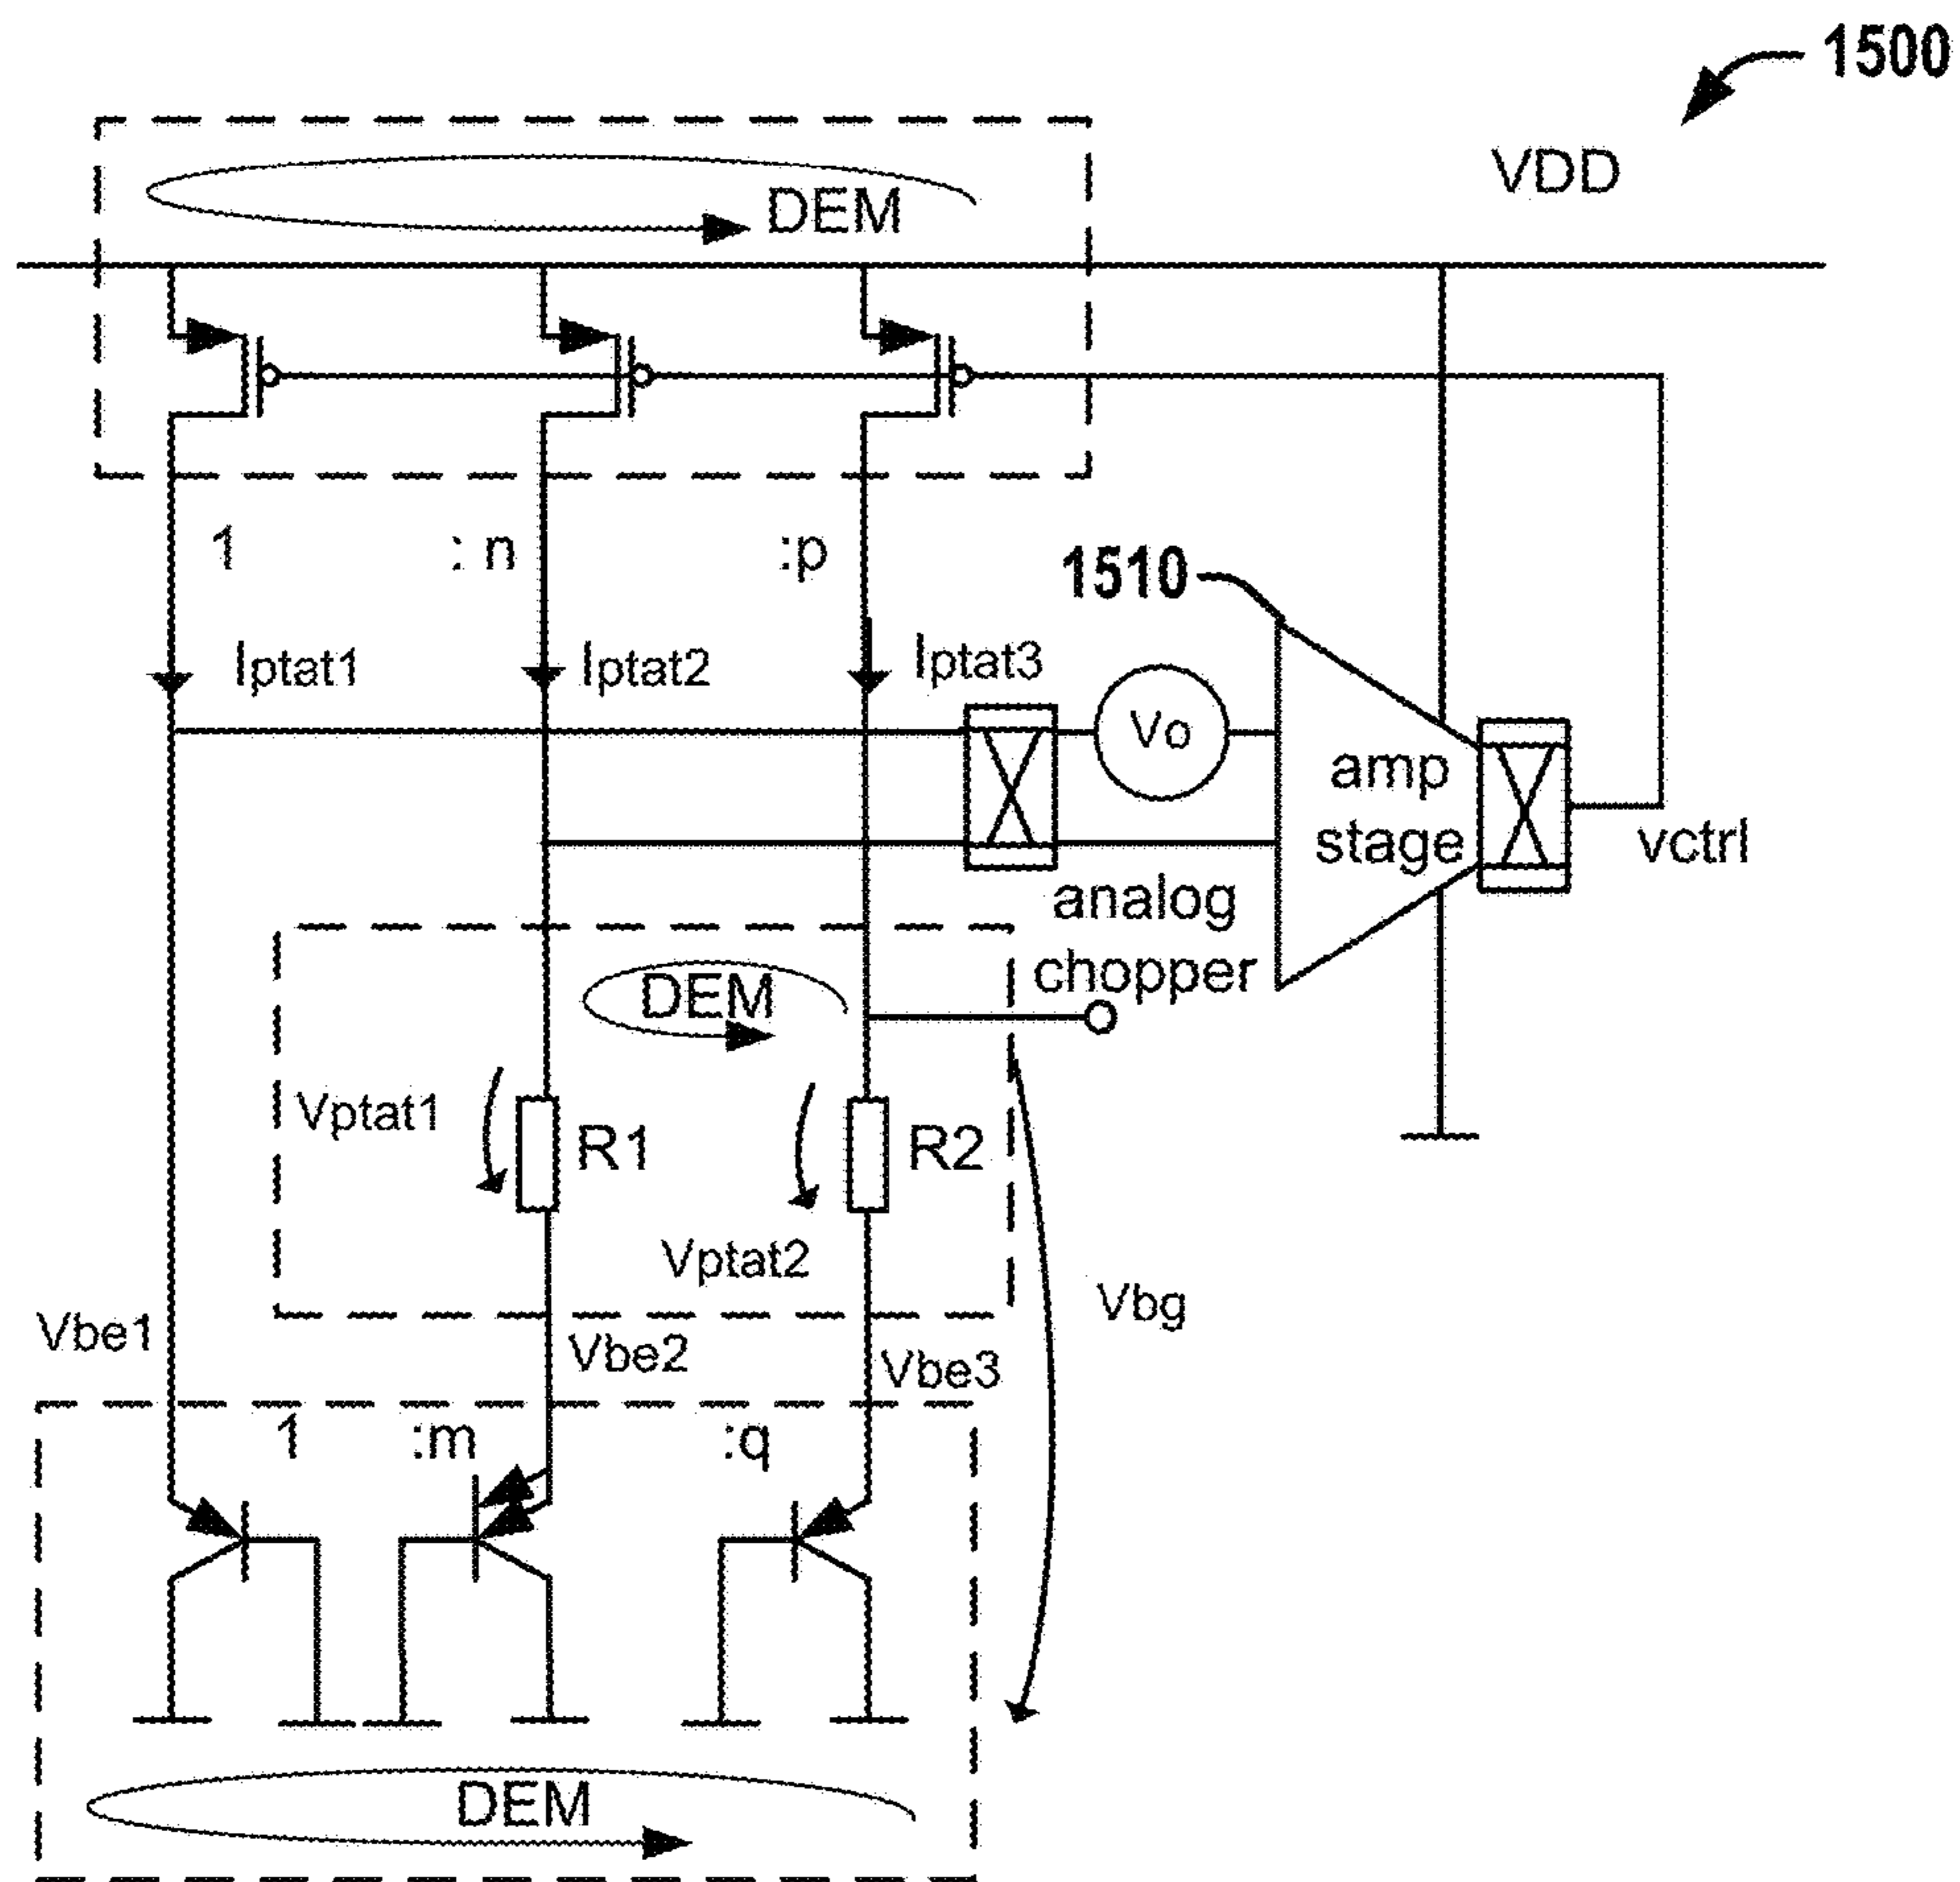 1500
VDD
DEM
1 : n :p
1510
Iptat1 Iptat2 Iptat3
Vo
amp
stage
vctrl
analog
chopper
DEM
Vptat1 R1 R2
Vptat2
Vbg
Vbe1 Vbe2 Vbe3
1 :m :q
DEM